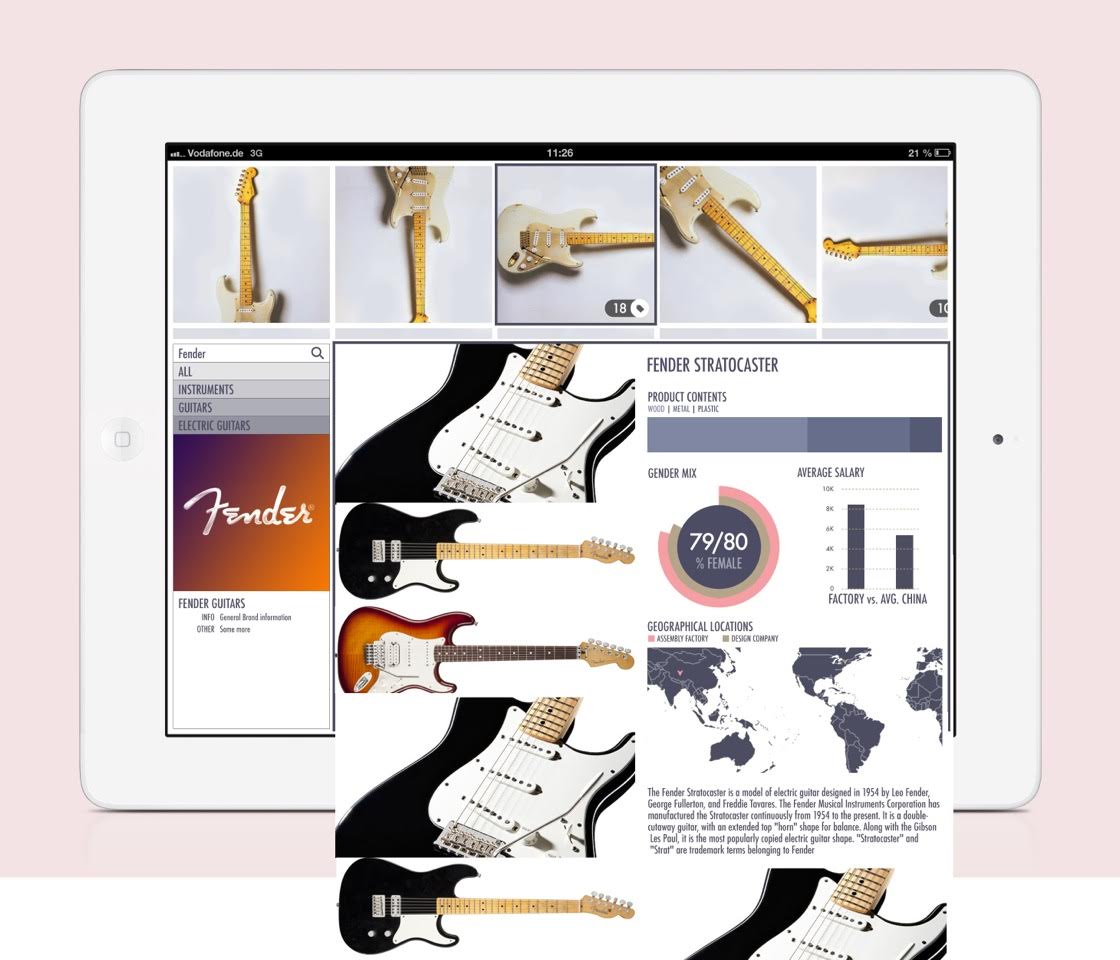 Vodafone.de 3G
11:26
21 %
18
10
Fender
ALL
INSTRUMENTS
GUITARS
ELECTRIC GUITARS
Fender®
FENDER GUITARS
INFO General Brand information
OTHER Some more
FENDER STRATOCASTER
PRODUCT CONTENTS
WOOD | METAL | PLASTIC
GENDER MIX
79/80
% FEMALE
AVERAGE SALARY
10K
8K
6K
4K
2K
0
FACTORY vs. AVG. CHINA
GEOGRAPHICAL LOCATIONS
ASSEMBLY FACTORY
DESIGN COMPANY
The Fender Stratocaster is a model of electric guitar designed in 1954 by Leo Fender,
George Fullerton, and Freddie Tavares. The Fender Musical Instruments Corporation has
manufactured the Stratocaster continuously from 1954 to the present. It is a double-
cutaway guitar, with an extended top "horn" shape for balance. Along with the Gibson
Les Paul, it is the most popularly copied electric guitar shape. "Stratocaster" and
"Strat" are trademark terms belonging to Fender